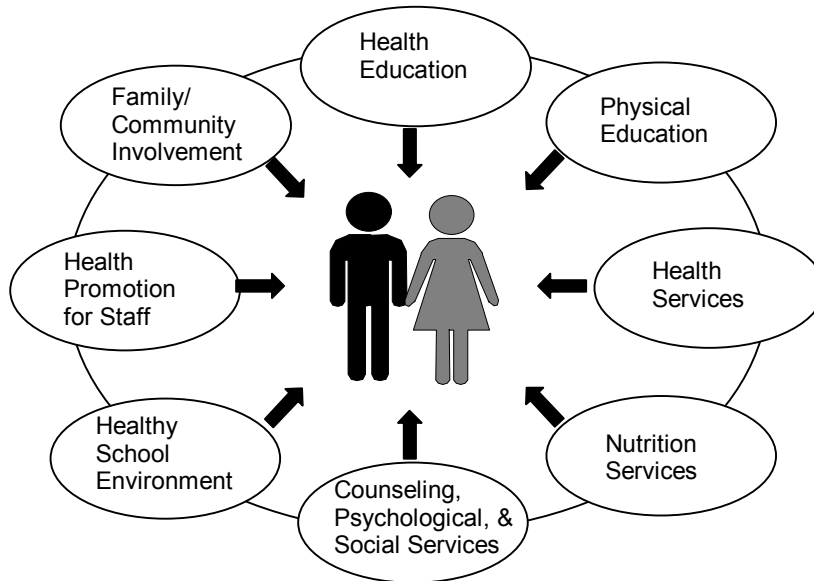 Health
Education
Physical
Education
Health
Services
Nutrition
Services
Counseling,
Psychological, &
Social Services
Healthy
School
Environment
Health
Promotion
for Staff
Family/
Community
Involvement